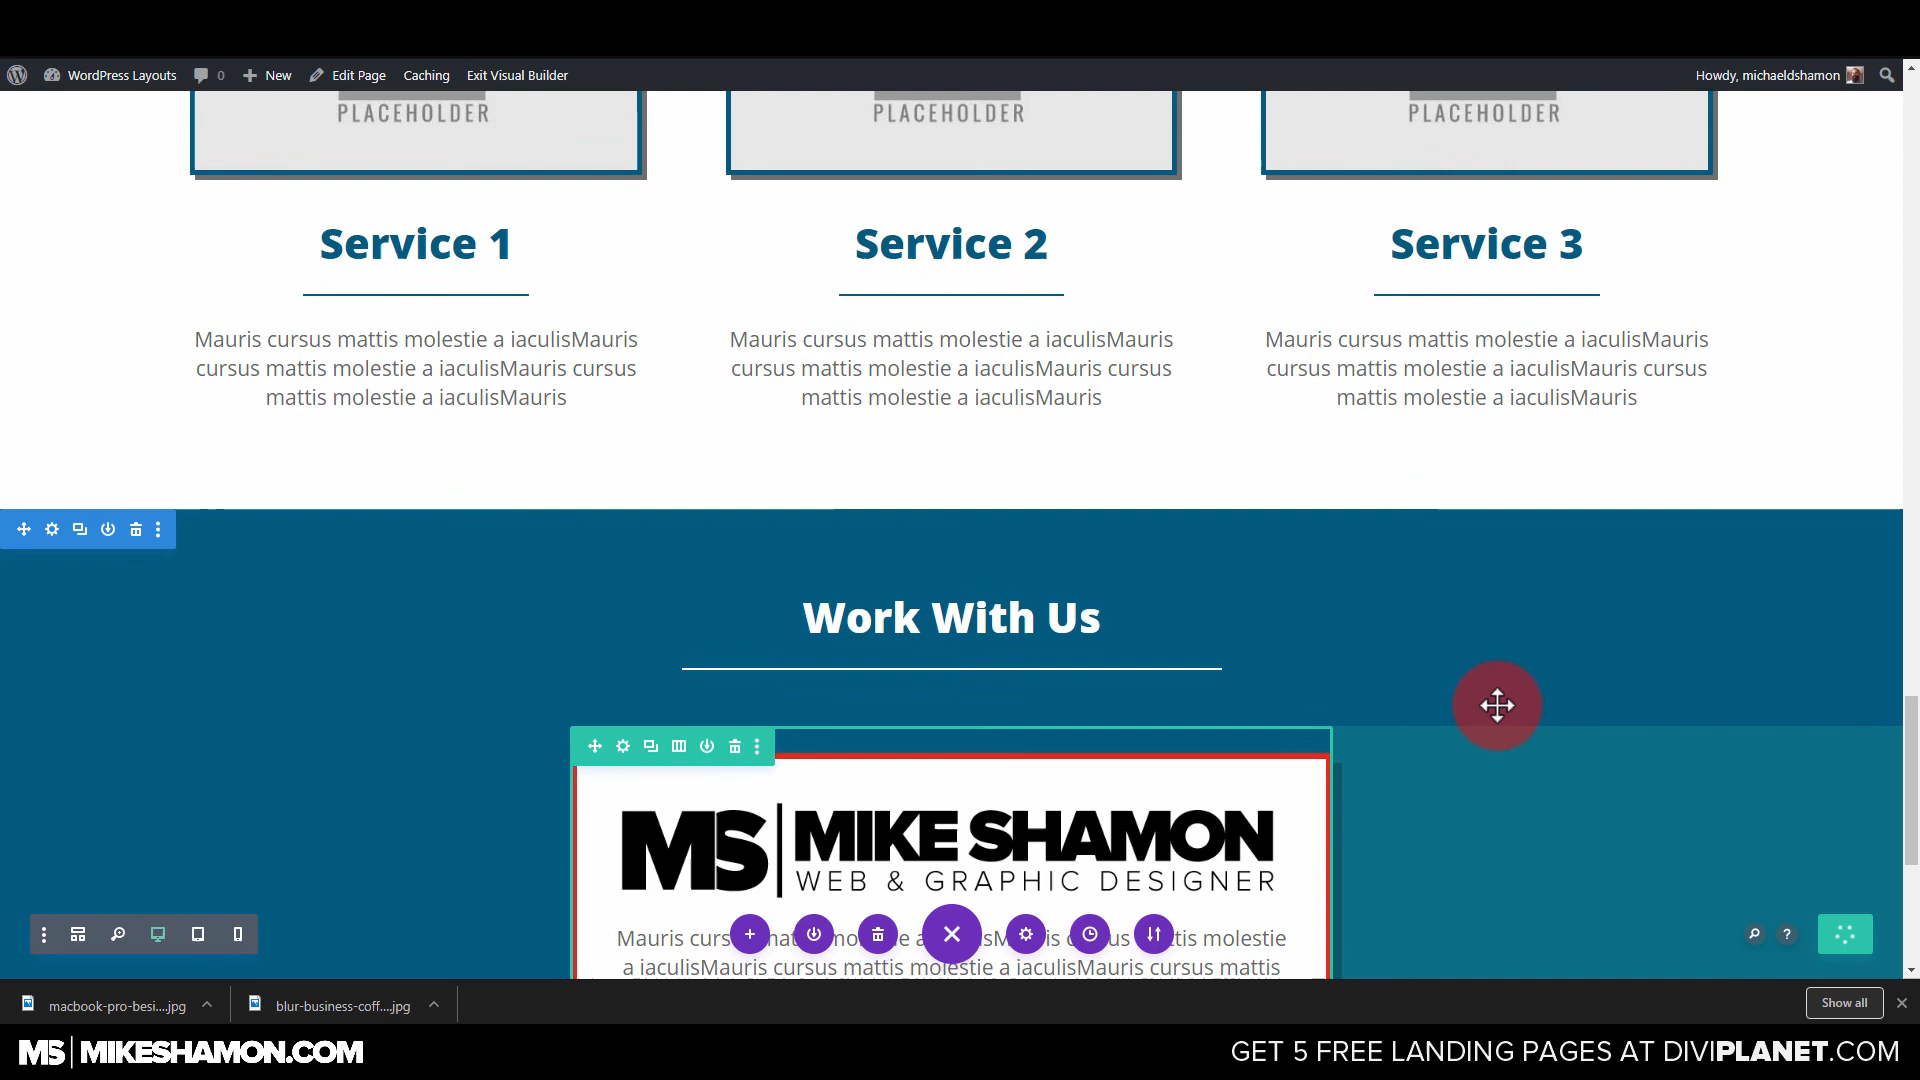 WordPress Layouts 0 New Edit Page Caching Exit Visual Builder Howdy, michaeldshamon
PLACEHOLDER PLACEHOLDER PLACEHOLDER
Service 1 Service 2 Service 3
Mauris cursus mattis molestie a iaculisMauris
cursus mattis molestie a iaculisMauris cursus
mattis molestie a iaculisMauris
Mauris cursus mattis molestie a iaculisMauris
cursus mattis molestie a iaculisMauris cursus
mattis molestie a iaculisMauris
Mauris cursus mattis molestie a iaculisMauris
cursus mattis molestie a iaculisMauris cursus
mattis molestie a iaculisMauris
Work With Us
MS MIKE SHAMON
WEB & GRAPHIC DESIGNER
Mauris molestie
a iaculisMauris cursus mattis molestie a iaculisMauris cursus mattis
macbook-pro-besi....jpg blur-business-coff....jpg Show all
MS MIKESHAMON.COM GET 5 FREE LANDING PAGES AT DIVIPLANET.COM